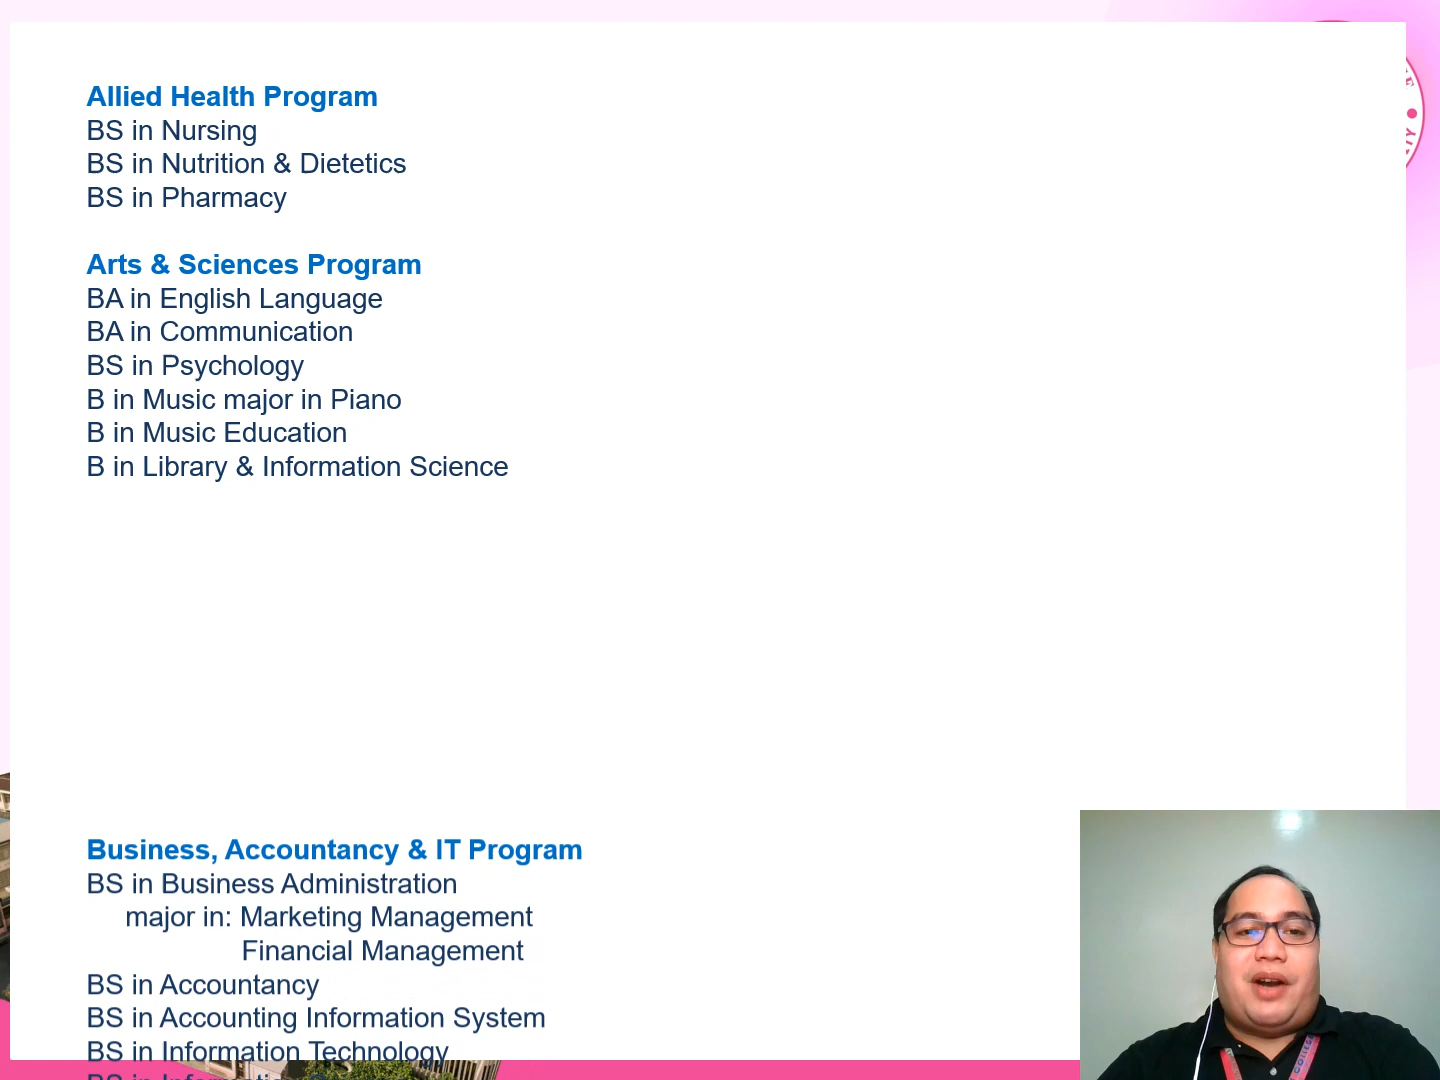 Allied Health Program
BS in Nursing
BS in Nutrition & Dietetics
BS in Pharmacy
Arts & Sciences Program
BA in English Language
BA in Communication
BS in Psychology
B in Music major in Piano
B in Music Education
B in Library & Information Science
Business, Accountancy & IT Program
BS in Business Administration
major in: Marketing Management
Financial Management
BS in Accountancy
BS in Accounting Information System
BS in Information Technology
BS in